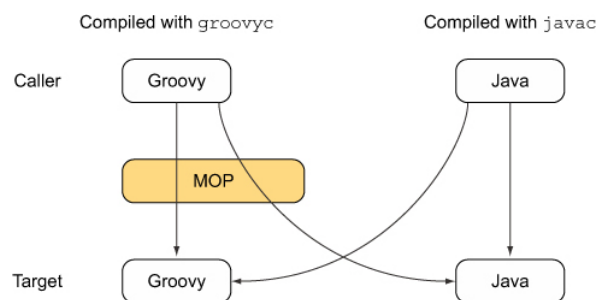 Compiled with groovyc
Compiled with javac
Caller
Groovy
Java
MOP
Target
Groovy
Java